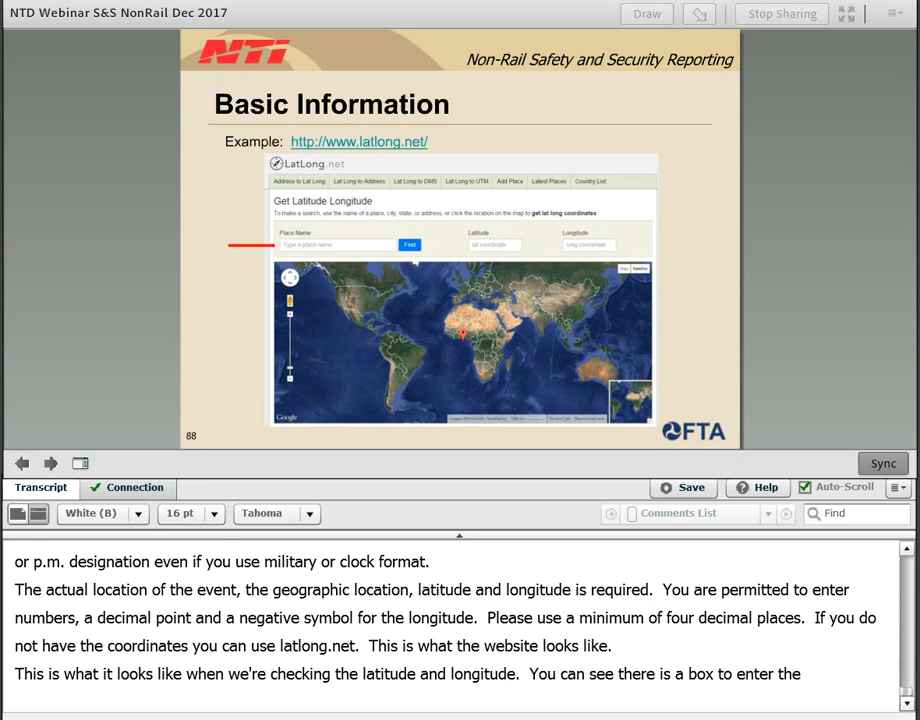 NTD Webinar S&S NonRail Dec 2017
Draw
Stop Sharing
NTI
Non-Rail Safety and Security Reporting
Basic Information
Example: http://www.latlong.net/
LatLong.net
Address to Lat Long Lat Long to Address Lat Long to DMS Lat Long to UTM Add Place Latest Places Country List
Get Latitude Longitude
To make a search, use the name of a place, city, state, or address, or click the location on the map to get lat long coordinates.
Place Name Latitude Longitude
Type a place name Find lat coordinate long coordinate
Map Satellite
Google
Terms of Use
88
FTA
Sync
Transcript Connection Save Help Auto-Scroll
White (B) 16 pt Tahoma Comments List Find
or p.m. designation even if you use military or clock format.
The actual location of the event, the geographic location, latitude and longitude is required. You are permitted to enter
numbers, a decimal point and a negative symbol for the longitude. Please use a minimum of four decimal places. If you do
not have the coordinates you can use latlong.net. This is what the website looks like.
This is what it looks like when we're checking the latitude and longitude. You can see there is a box to enter the